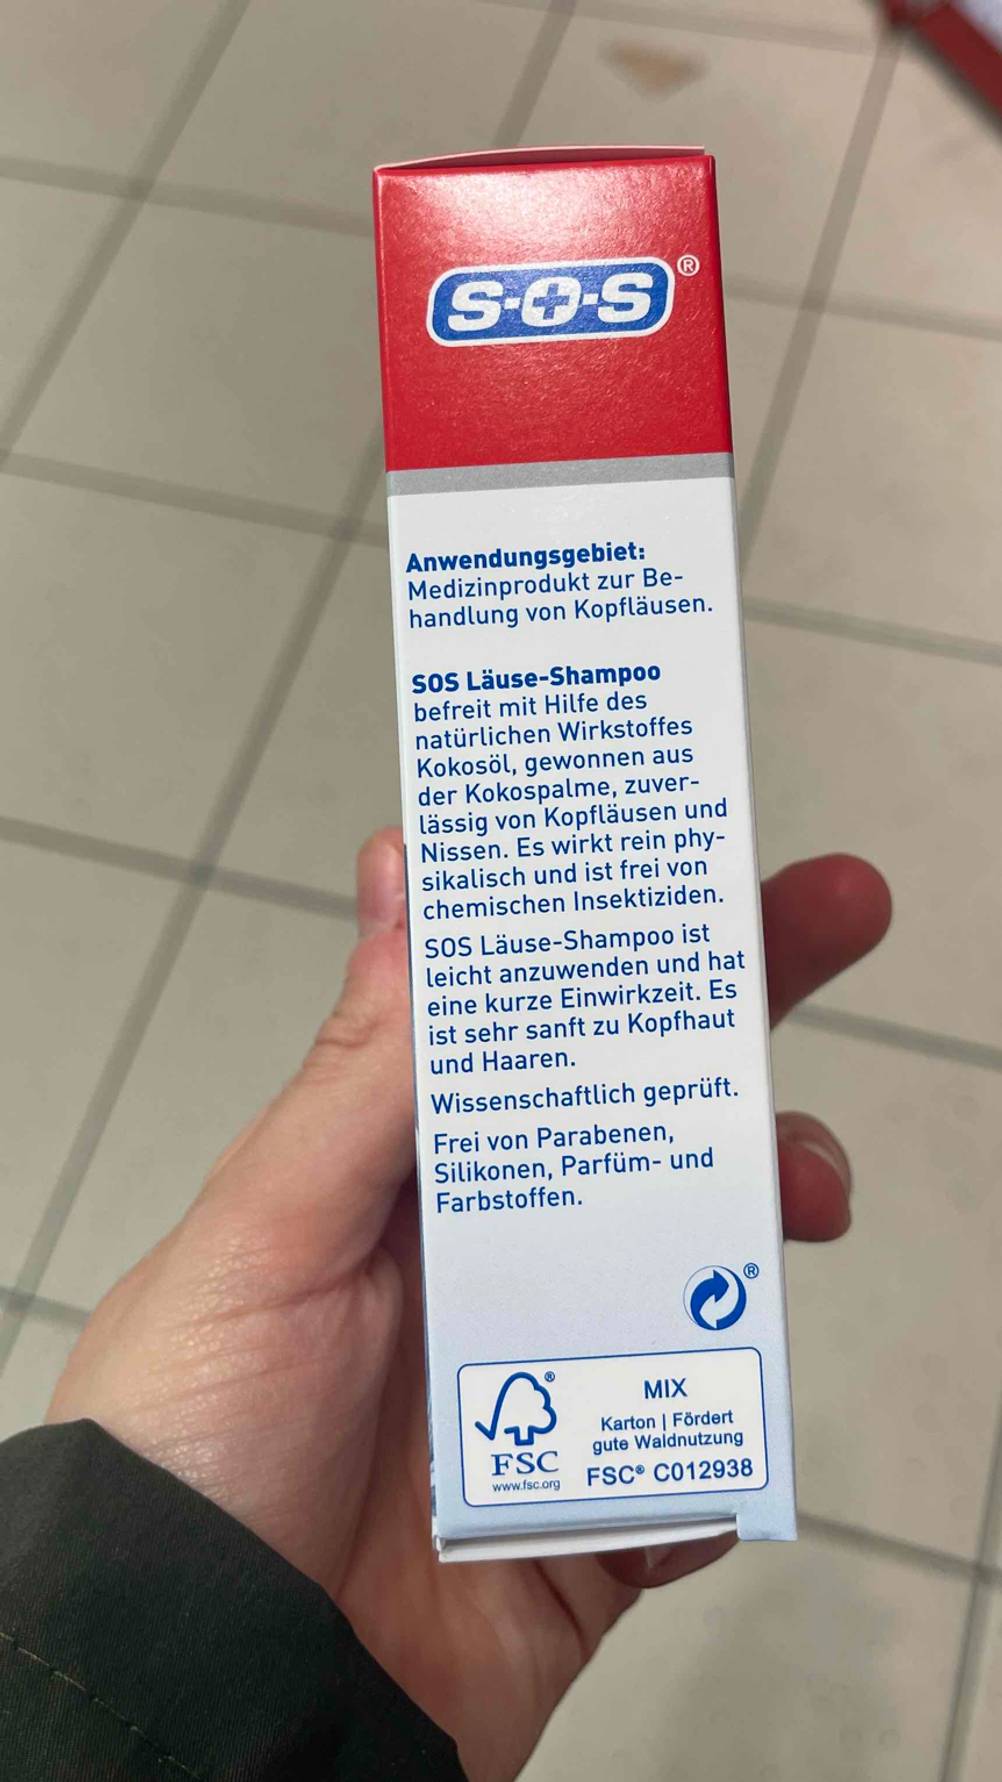 S·O·S®
Anwendungsgebiet:
Medizinprodukt zur Be-
handlung von Kopfläusen.
SOS Läuse-Shampoo
befreit mit Hilfe des
natürlichen Wirkstoffes
Kokosöl, gewonnen aus
der Kokospalme, zuver-
lässig von Kopfläusen und
Nissen. Es wirkt rein phy-
sikalisch und ist frei von
chemischen Insektiziden.
SOS Läuse-Shampoo ist
leicht anzuwenden und hat
eine kurze Einwirkzeit. Es
ist sehr sanft zu Kopfhaut
und Haaren.
Wissenschaftlich geprüft.
Frei von Parabenen,
Silikonen, Parfüm- und
Farbstoffen.
®
®
FSC
www.fsc.org
MIX
Karton | Fördert
gute Waldnutzung
FSC® C012938